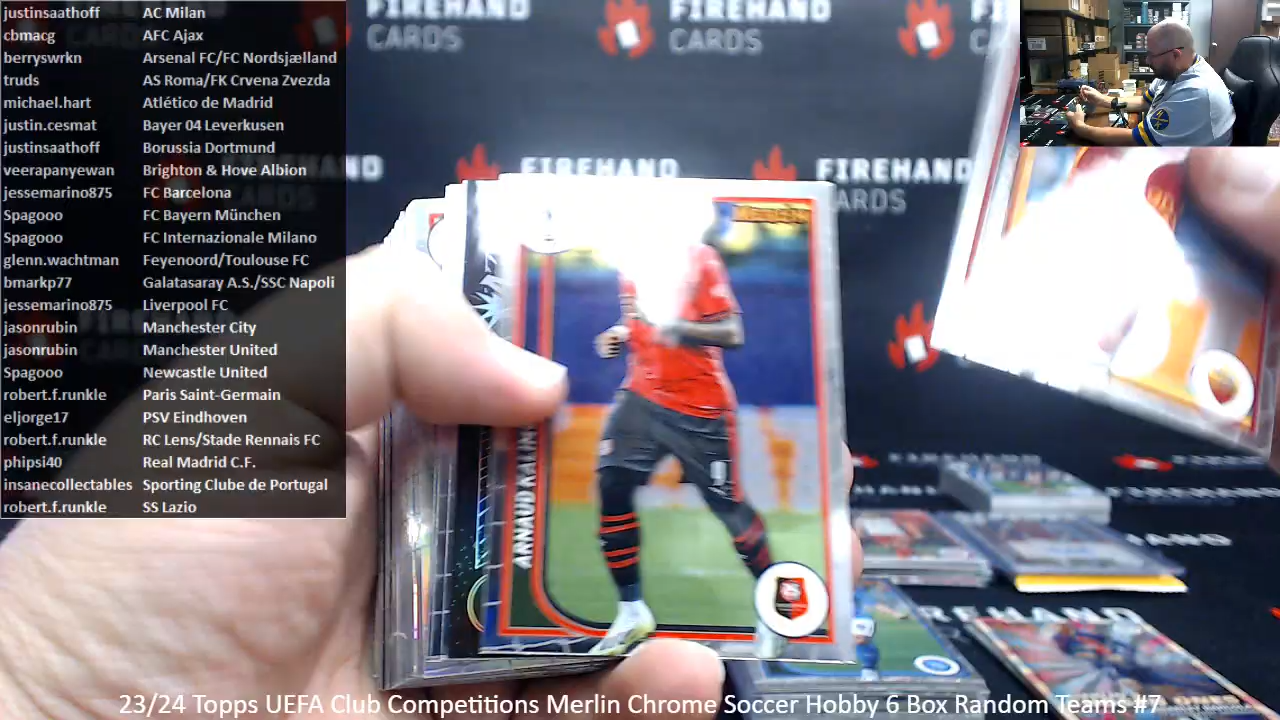 justinsaathoff AC Milan
cbmacg AFC Ajax
berryswrkn Arsenal FC/FC Nordsjælland
truds AS Roma/FK Crvena Zvezda
michael.hart Atlético de Madrid
justin.cesmat Bayer 04 Leverkusen
justinsaathoff Borussia Dortmund
veerapanyewan Brighton & Hove Albion
jessemarino875 FC Barcelona
Spagooo FC Bayern München
Spagooo FC Internazionale Milano
glenn.wachtman Feyenoord/Toulouse FC
bmarkp77 Galatasaray A.S./SSC Napoli
jessemarino875 Liverpool FC
jasonrubin Manchester City
jasonrubin Manchester United
Spagooo Newcastle United
robert.f.runkle Paris Saint-Germain
eljorge17 PSV Eindhoven
robert.f.runkle RC Lens/Stade Rennais FC
phipsi40 Real Madrid C.F.
insanecollectables Sporting Clube de Portugal
robert.f.runkle SS Lazio
FIREHAND CARDS
FIREHAND CARDS
FIREHAND
FIREHAND CARDS
ARNAUD KALIM
FIREHAND
23/24 Topps UEFA Club Competitions Merlin Chrome Soccer Hobby 6 Box Random Teams #7